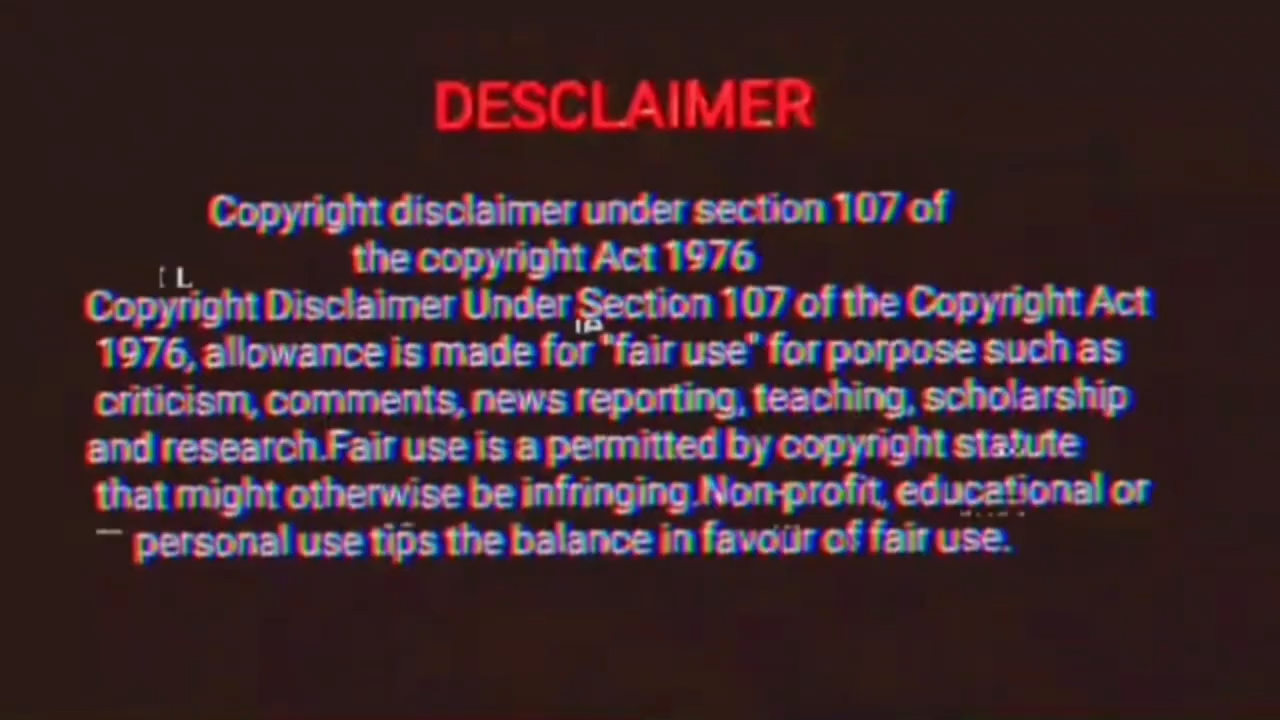 DESCLAIMER
Copyright disclaimer under section 107 of
the copyright Act 1976
Copyright Disclaimer Under Section 107 of the Copyright Act
1976, allowance is made for "fair use" for porpose such as
criticism, comments, news reporting, teaching, scholarship
and research.Fair use is a permitted by copyright statute
that might otherwise be infringing.Non-profit, educational or
personal use tips the balance in favour of fair use.